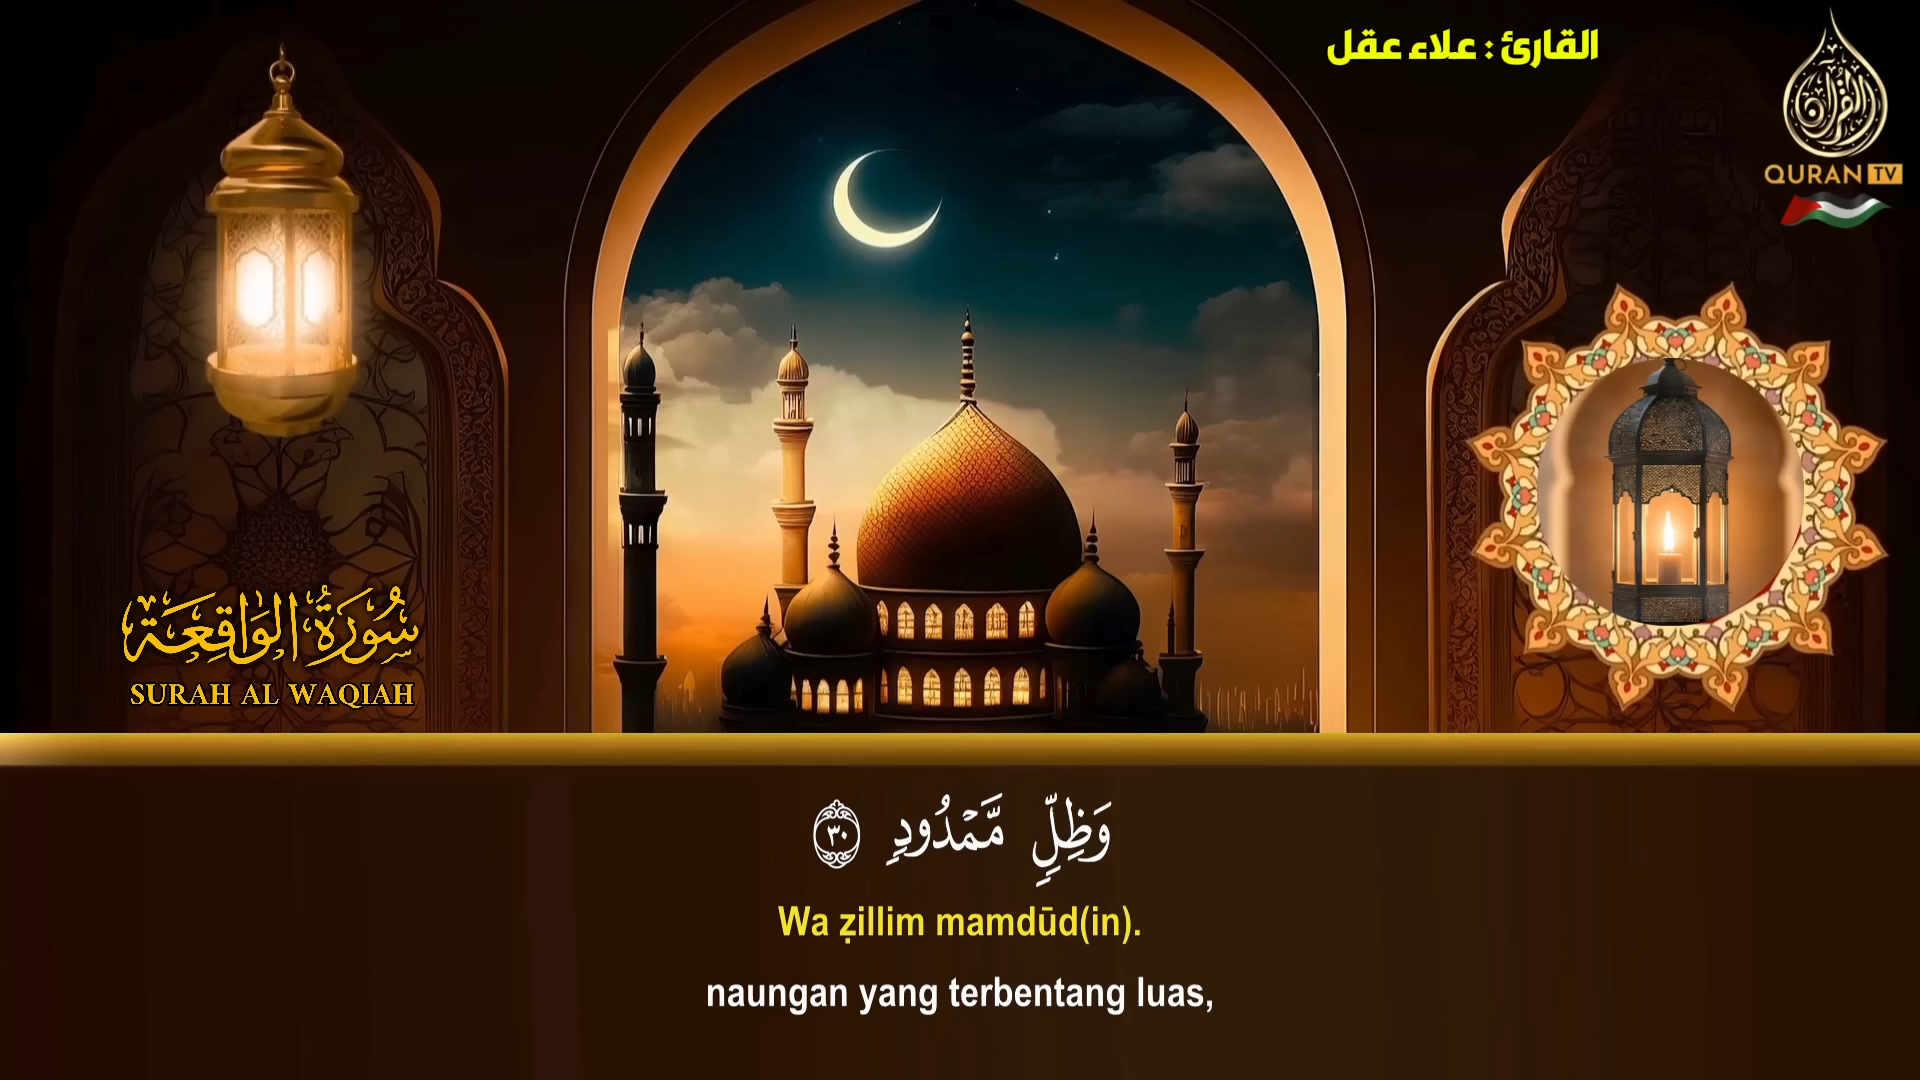 القارئ : علاء عقل
القرآن
QURAN TV
سُورَةُ الوَاقِعَة
SURAH AL WAQIAH
وَظِلٍّ مَّمْدُودٍ ٣٠
Wa ẓillim mamdūd(in).
naungan yang terbentang luas,